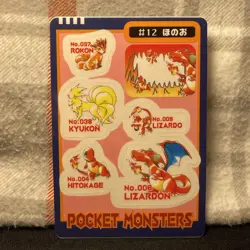 #12 ほのお
No.037
ROKON
No.038
KYUKON
No.005
LIZARDO
No.004
HITOKAGE
No.006
LIZARDON
POCKET MONSTERS